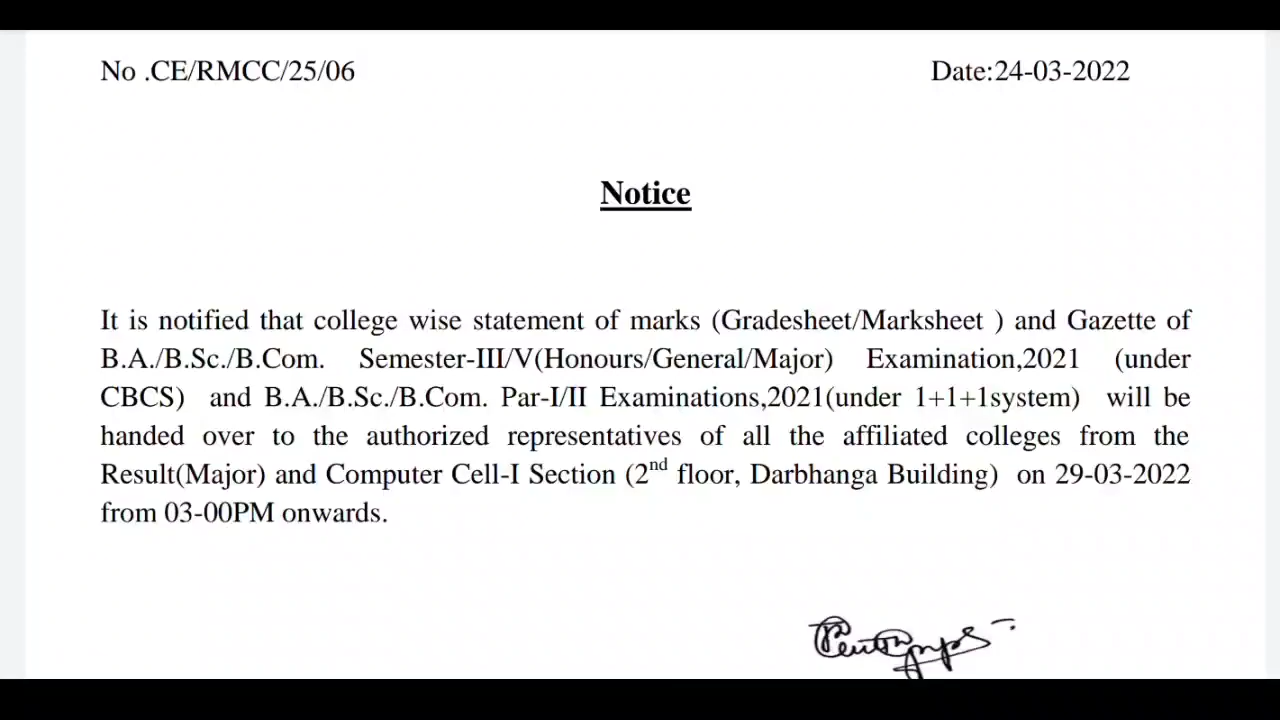 No .CE/RMCC/25/06 Date:24-03-2022
Notice
It is notified that college wise statement of marks (Gradesheet/Marksheet ) and Gazette of
B.A./B.Sc./B.Com. Semester-III/V(Honours/General/Major) Examination,2021 (under
CBCS) and B.A./B.Sc./B.Com. Par-I/II Examinations,2021(under 1+1+1system) will be
handed over to the authorized representatives of all the affiliated colleges from the
Result(Major) and Computer Cell-I Section (2nd floor, Darbhanga Building) on 29-03-2022
from 03-00PM onwards.